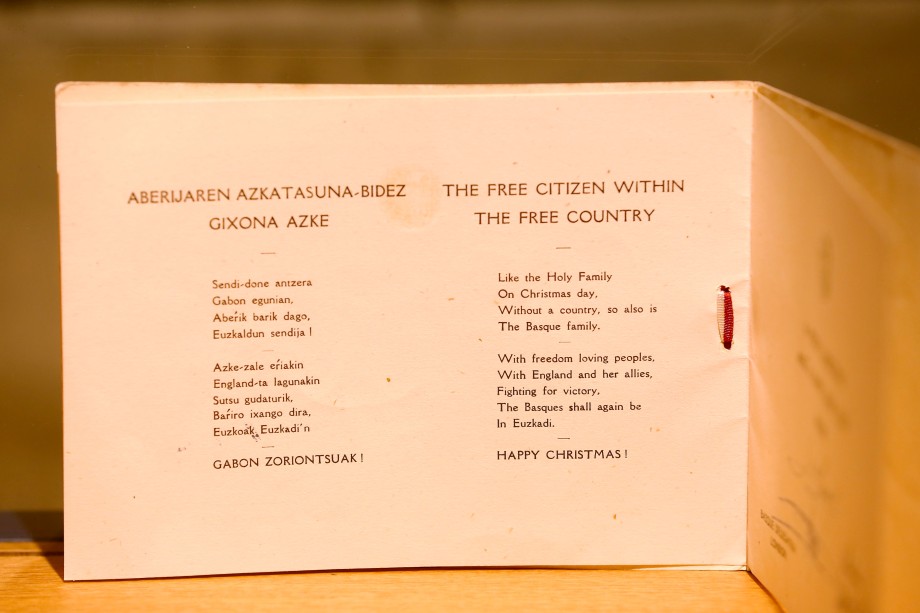 ABERIJAREN AZKATASUNA-BIDEZ
GIXONA AZKE
Sendi-done antzera
Gabon egunian,
Abeŕik barik dago,
Euzkaldun sendija !
Azke-zale eŕiakin
England-ta lagunakin
Sutsu gudaturik,
Baŕiro ixango dira,
Euzkoak Euzkadi'n
GABON ZORIONTSUAK !
THE FREE CITIZEN WITHIN
THE FREE COUNTRY
Like the Holy Family
On Christmas day,
Without a country, so also is
The Basque family.
With freedom loving peoples,
With England and her allies,
Fighting for victory,
The Basques shall again be
In Euzkadi.
HAPPY CHRISTMAS !